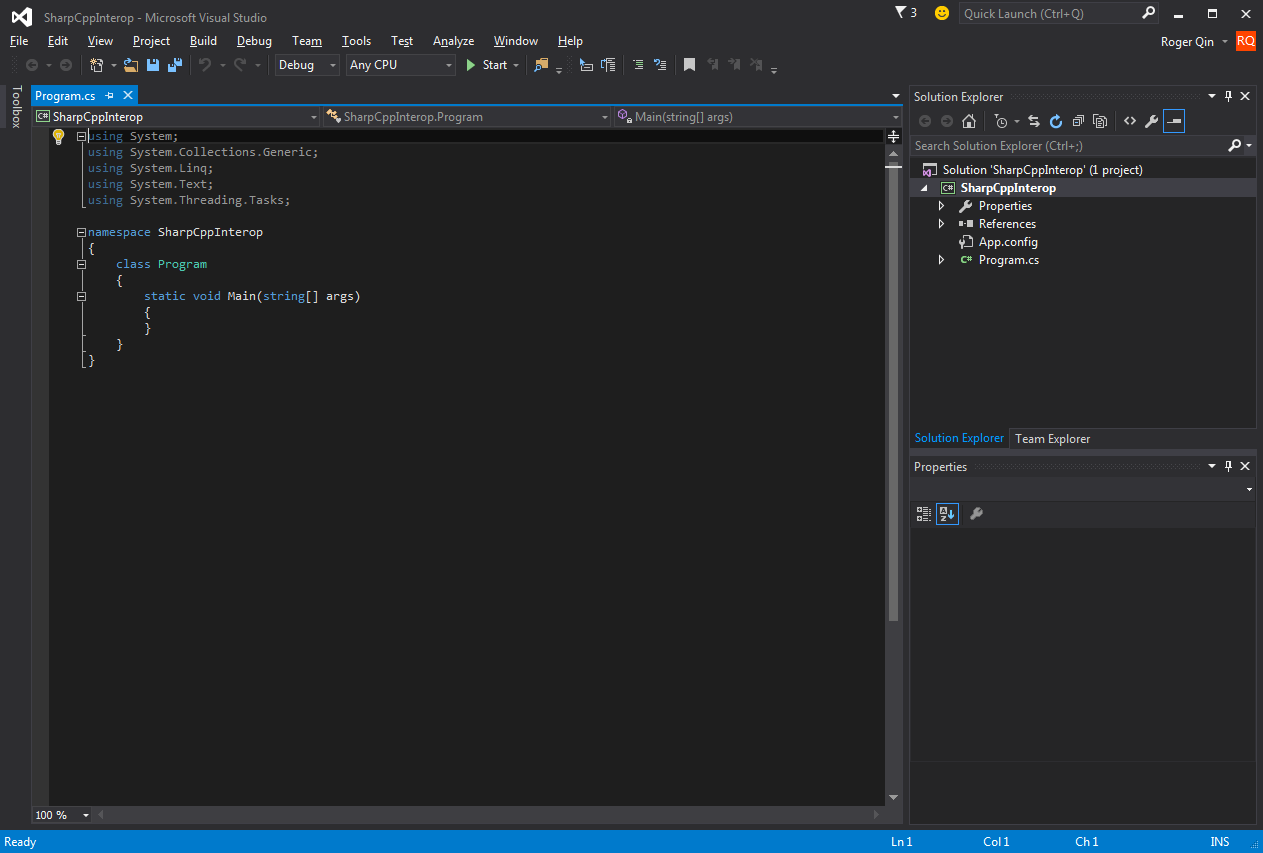 SharpCppInterop - Microsoft Visual Studio
3
Quick Launch (Ctrl+Q)
File Edit View Project Build Debug Team Tools Test Analyze Window Help
Roger Qin RQ
Debug Any CPU Start
Toolbox
Program.cs
C# SharpCppInterop SharpCppInterop.Program Main(string[] args)
using System;
using System.Collections.Generic;
using System.Linq;
using System.Text;
using System.Threading.Tasks;
namespace SharpCppInterop
{
class Program
{
static void Main(string[] args)
{
}
}
}
100 %
Solution Explorer
Search Solution Explorer (Ctrl+;)
Solution 'SharpCppInterop' (1 project)
C# SharpCppInterop
Properties
References
App.config
C# Program.cs
Solution Explorer Team Explorer
Properties
A Z
Ready Ln 1 Col 1 Ch 1 INS